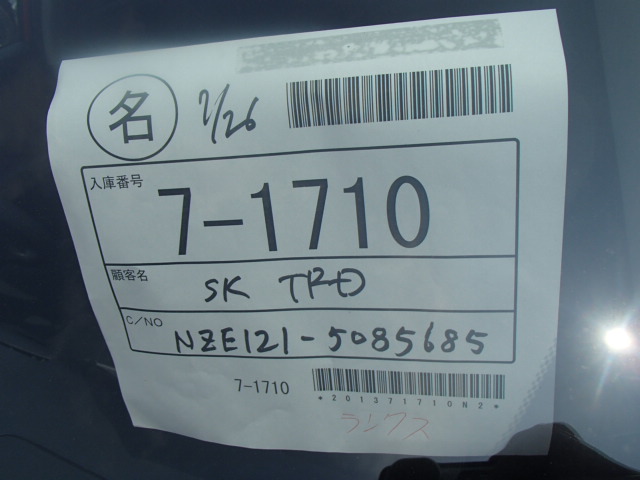 名 2/26
入庫番号 7-1710
顧客名 SK TRD
C/NO NZE121-5085685
7-1710 *201371710N2*
ランクス